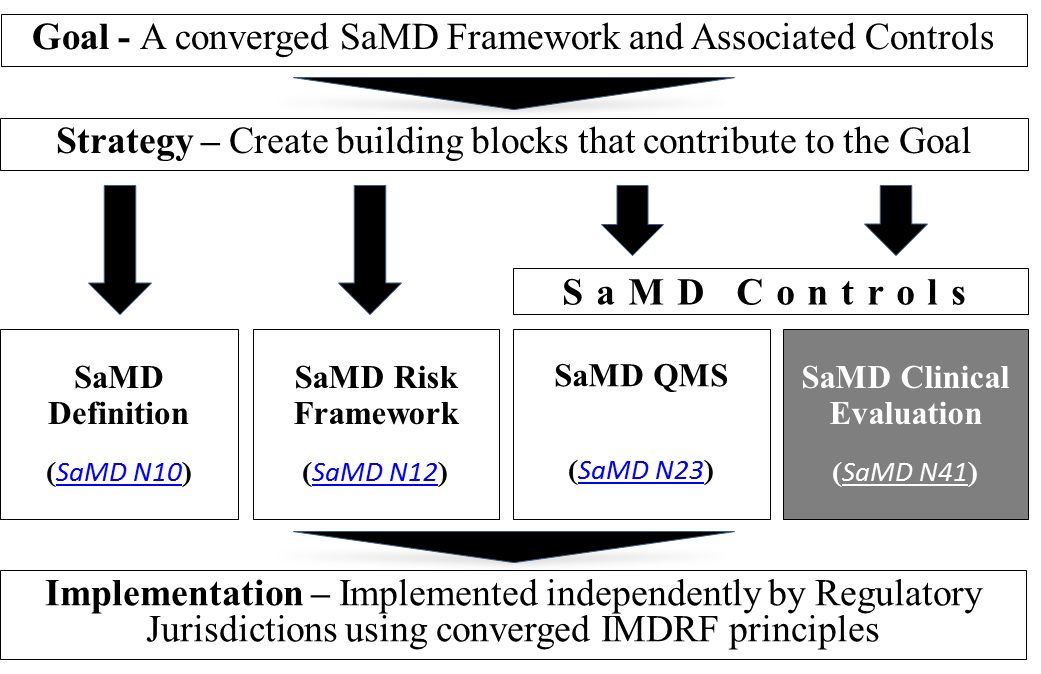 Goal - A converged SaMD Framework and Associated Controls
Strategy – Create building blocks that contribute to the Goal
SaMD Controls
SaMD
Definition
(SaMD N10)
SaMD Risk
Framework
(SaMD N12)
SaMD QMS
(SaMD N23)
SaMD Clinical
Evaluation
(SaMD N41)
Implementation – Implemented independently by Regulatory
Jurisdictions using converged IMDRF principles